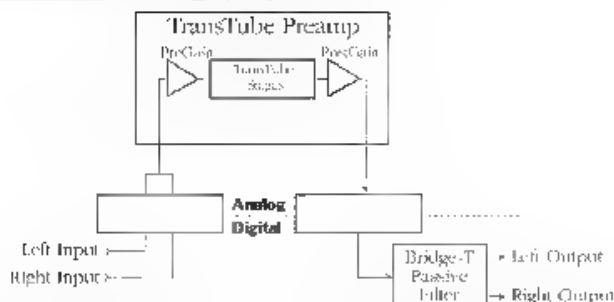 TransTube Preamp
PreGain
PostGain
TransTube
Stages
Analog
Digital
Left Input
Right Input
Bridge-T
Passive
Filter
Left Output
Right Output